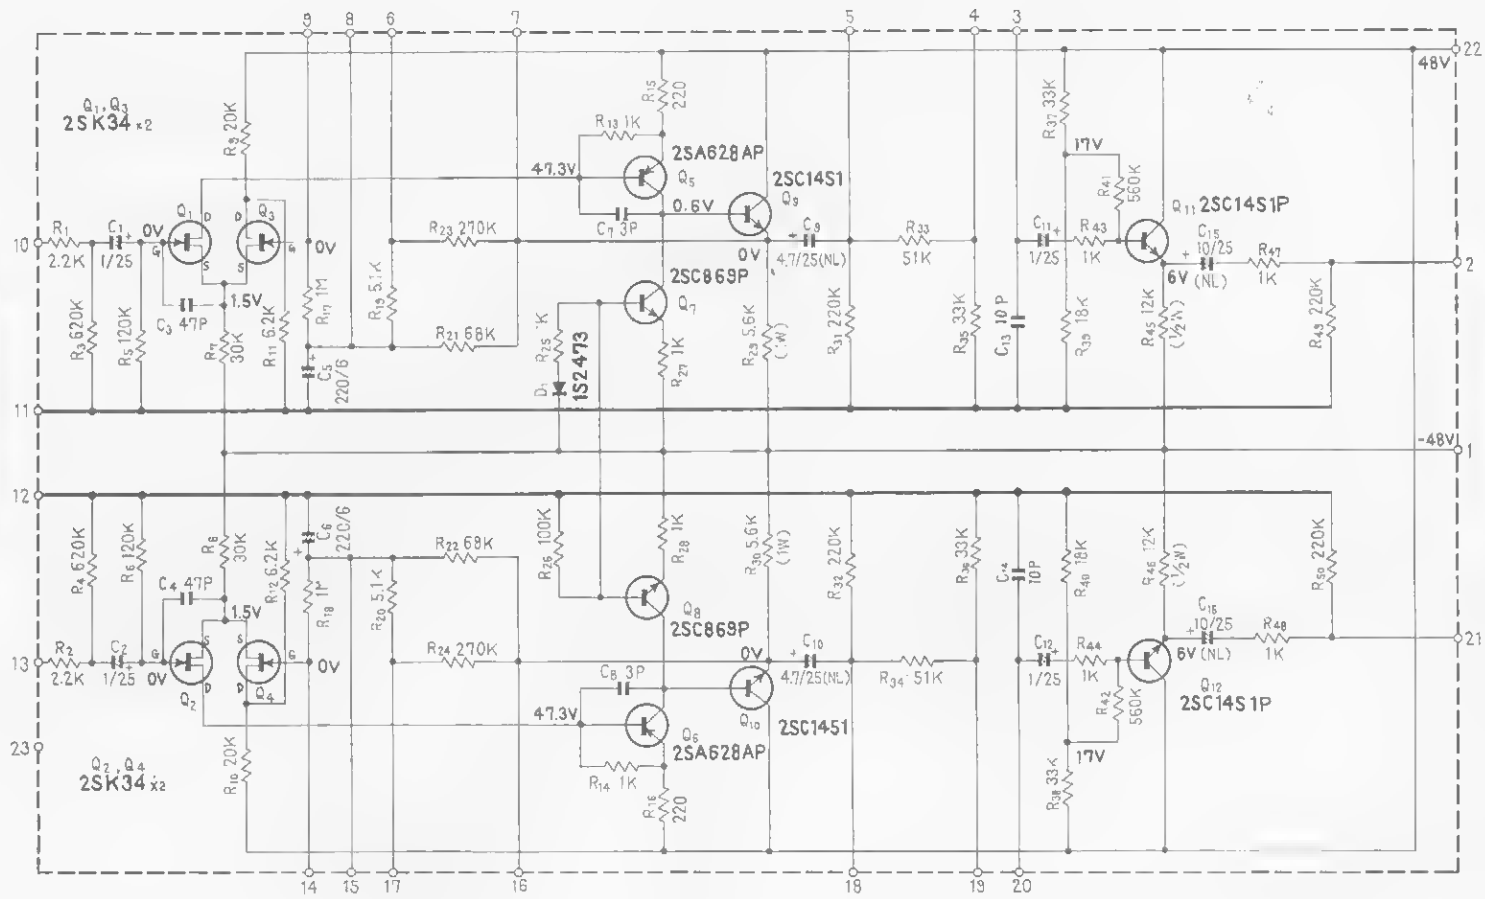 9 8 6 7 5 4 3
22
48V
Q1, Q3
2SK34 x2
R9 20K
R15 220
R13 1K
47.3V
2SA628AP
Q5
C7 3P
0.6V
2SC14S1
Q9
R37 33K
17V
R41 560K
Q11 2SC14S1P
10
R1
2.2K
C1 +
1/25
0V
G
Q1 D
S
D Q3
S
G 0V
R23 270K
0V
+ C9
4.7/25(NL)
R33
51K
C11 +
1/25
R43
1K
C15
10/25
+
6V (NL)
R47
1K
2
2SC869P
Q7
R3 620K
R5 120K
C3 47P
1.5V
R7 30K
R11 6.2K
R17 1M
R19 5.1K
R21 68K
+ C5
220/6
R25 1K
D1
1S2473
R27 1K
R29 5.6K
(1W)
R31 220K
R35 33K
C13 10P
R39 18K
R45 12K
(½W)
R49 220K
11
-48V
1
12
R4 620K
R6 120K
C4 47P
1.5V
R8 30K
R12 6.2K
C6
220/6
+
R18 1M
R20 5.1K
R22 68K
R26 100K
R28 1K
R30 5.6K
(1W)
R32 220K
R36 33K
C14 10P
R40 18K
R46 12K
(½W)
R50 220K
Q8
2SC869P
13
R2
2.2K
C2 +
1/25
0V
G
Q2 D
S
S
D
Q4
G 0V
R24 270K
0V
+ C10
4.7/25(NL)
R34 51K
C12 +
1/25
R44
1K
C16
10/25
+
6V (NL)
R48
1K
21
C8 3P
47.3V
Q6
2SA628AP
Q10 2SC14S1
R42 560K
Q12
2SC14S1P
17V
23
Q2, Q4
2SK34 x2
R10 20K
R14 1K
R16 220
R38 33K
14 15 17 16 18 19 20